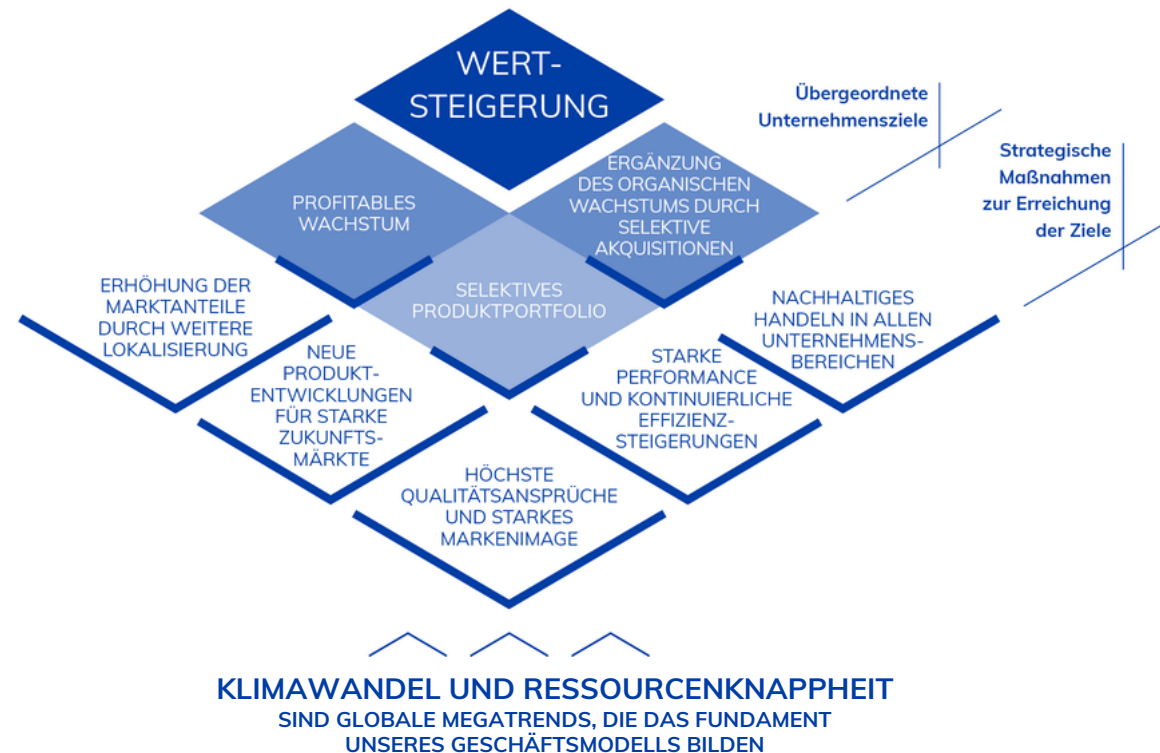 WERT-
STEIGERUNG
Übergeordnete
Unternehmensziele
Strategische
Maßnahmen
zur Erreichung
der Ziele
PROFITABLES
WACHSTUM
ERGÄNZUNG
DES ORGANISCHEN
WACHSTUMS DURCH
SELEKTIVE
AKQUISITIONEN
SELEKTIVES
PRODUKTPORTFOLIO
ERHÖHUNG DER
MARKTANTEILE
DURCH WEITERE
LOKALISIERUNG
NEUE
PRODUKT-
ENTWICKLUNGEN
FÜR STARKE
ZUKUNFTS-
MÄRKTE
HÖCHSTE
QUALITÄTSANSPRÜCHE
UND STARKES
MARKENIMAGE
STARKE
PERFORMANCE
UND KONTINUIERLICHE
EFFIZIENZ-
STEIGERUNGEN
NACHHALTIGES
HANDELN IN ALLEN
UNTERNEHMENS-
BEREICHEN
KLIMAWANDEL UND RESSOURCENKNAPPHEIT
SIND GLOBALE MEGATRENDS, DIE DAS FUNDAMENT
UNSERES GESCHÄFTSMODELLS BILDEN